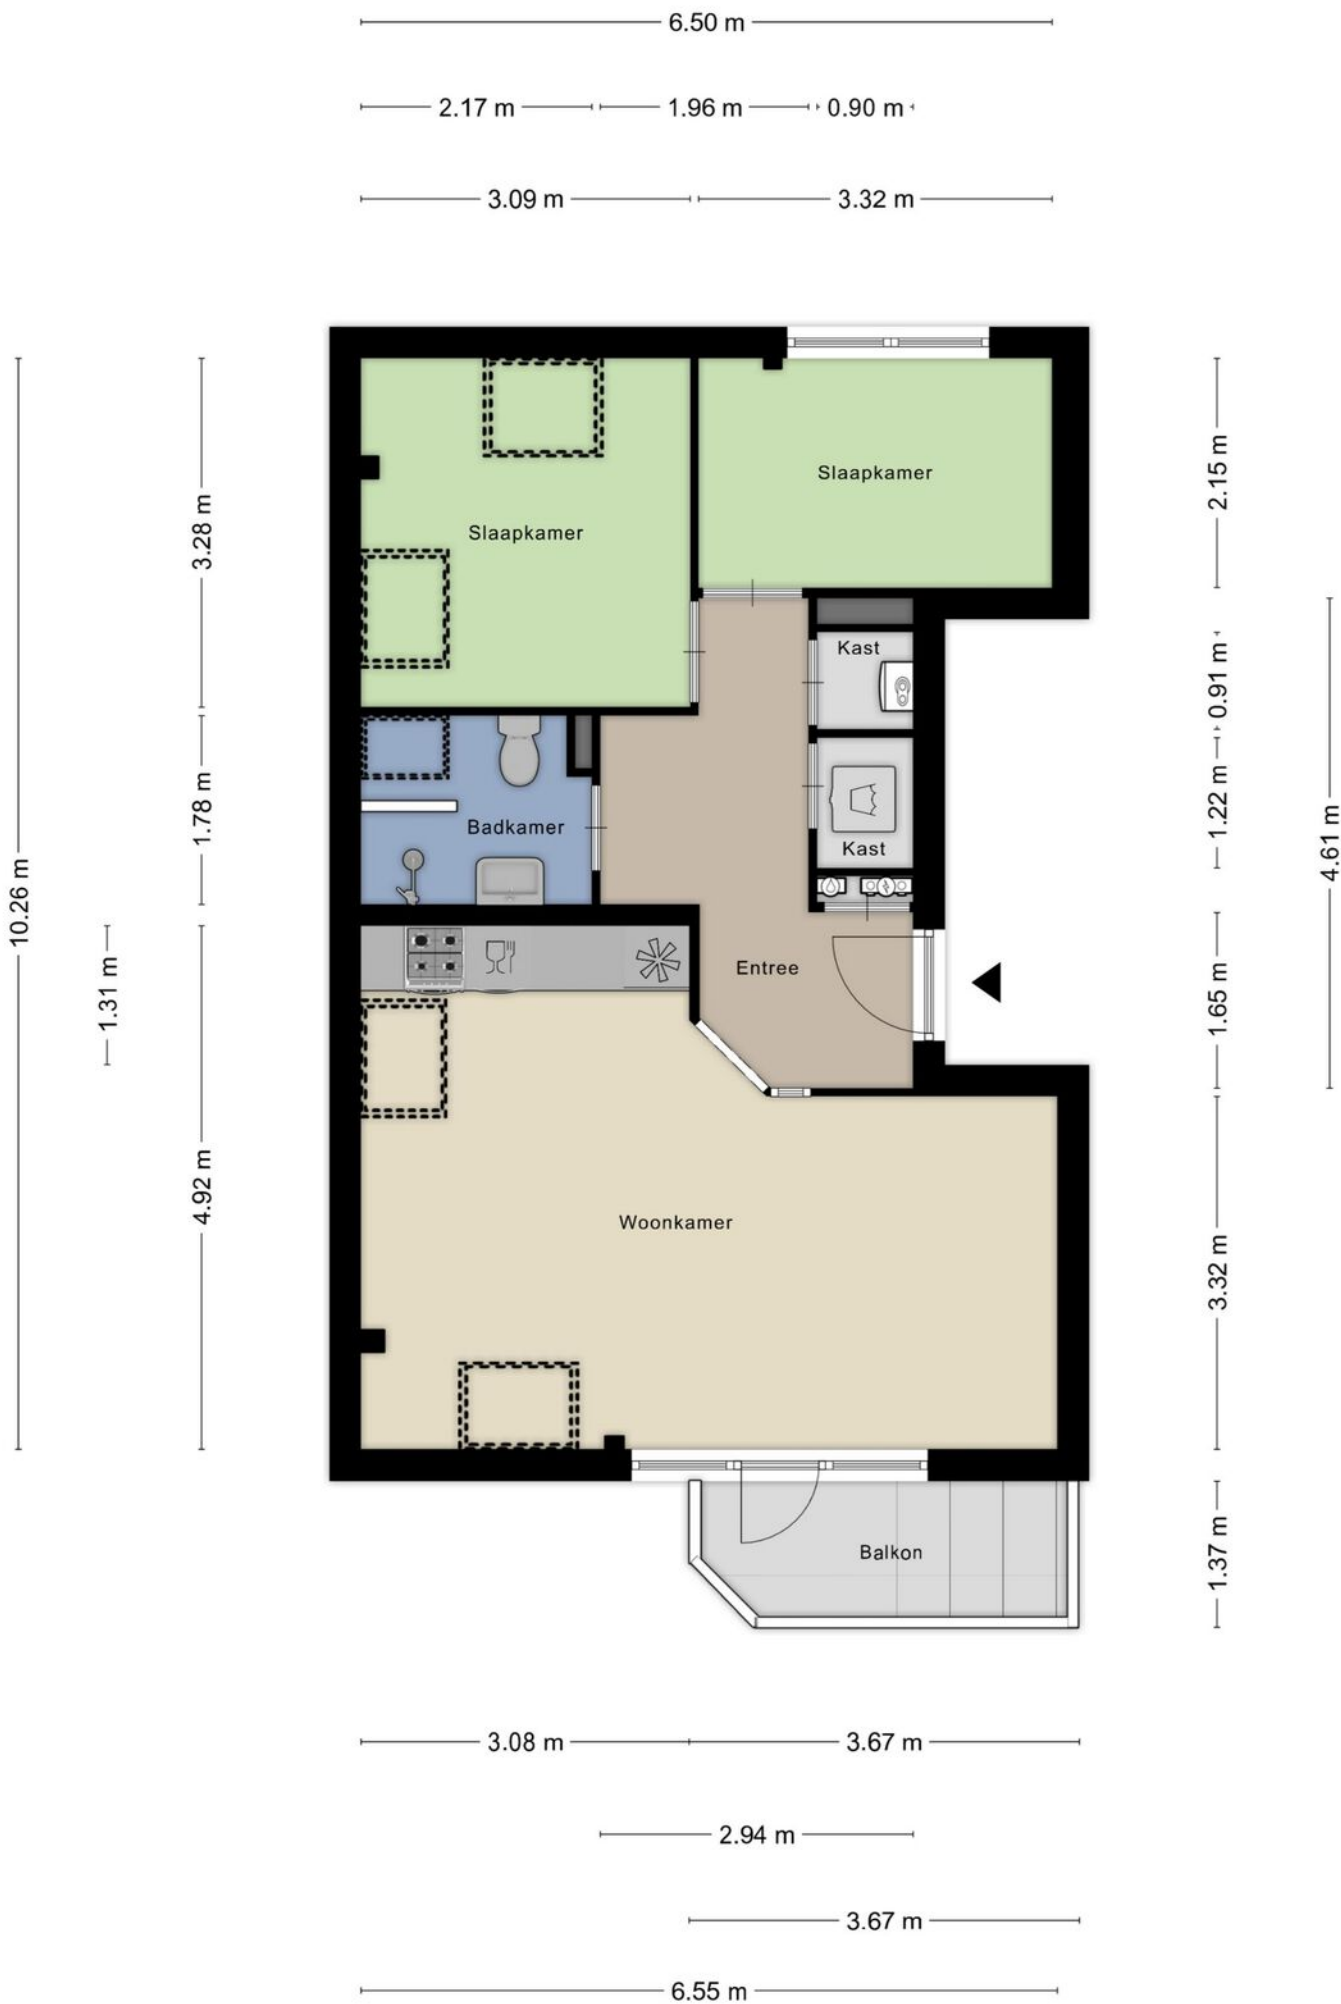 6.50 m
2.17 m
1.96 m
0.90 m
3.09 m
3.32 m
Slaapkamer
Slaapkamer
2.15 m
3.28 m
Kast
0.91 m
Badkamer
1.78 m
Kast
1.22 m
4.61 m
10.26 m
Entree
1.31 m
1.65 m
4.92 m
Woonkamer
3.32 m
Balkon
1.37 m
3.08 m
3.67 m
2.94 m
3.67 m
6.55 m